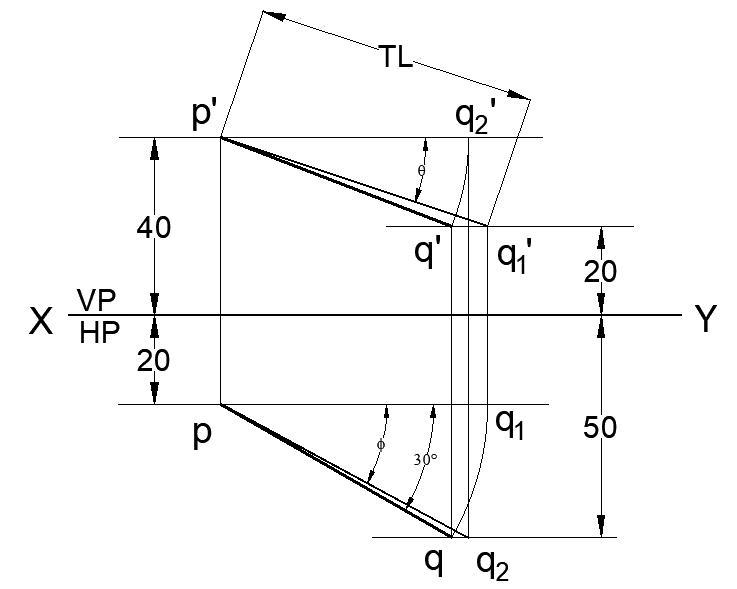 TL
p' q₂'
θ
40
q' q₁' 20
VP
X Y
HP
20
p q₁
ϕ 50
30°
q q₂